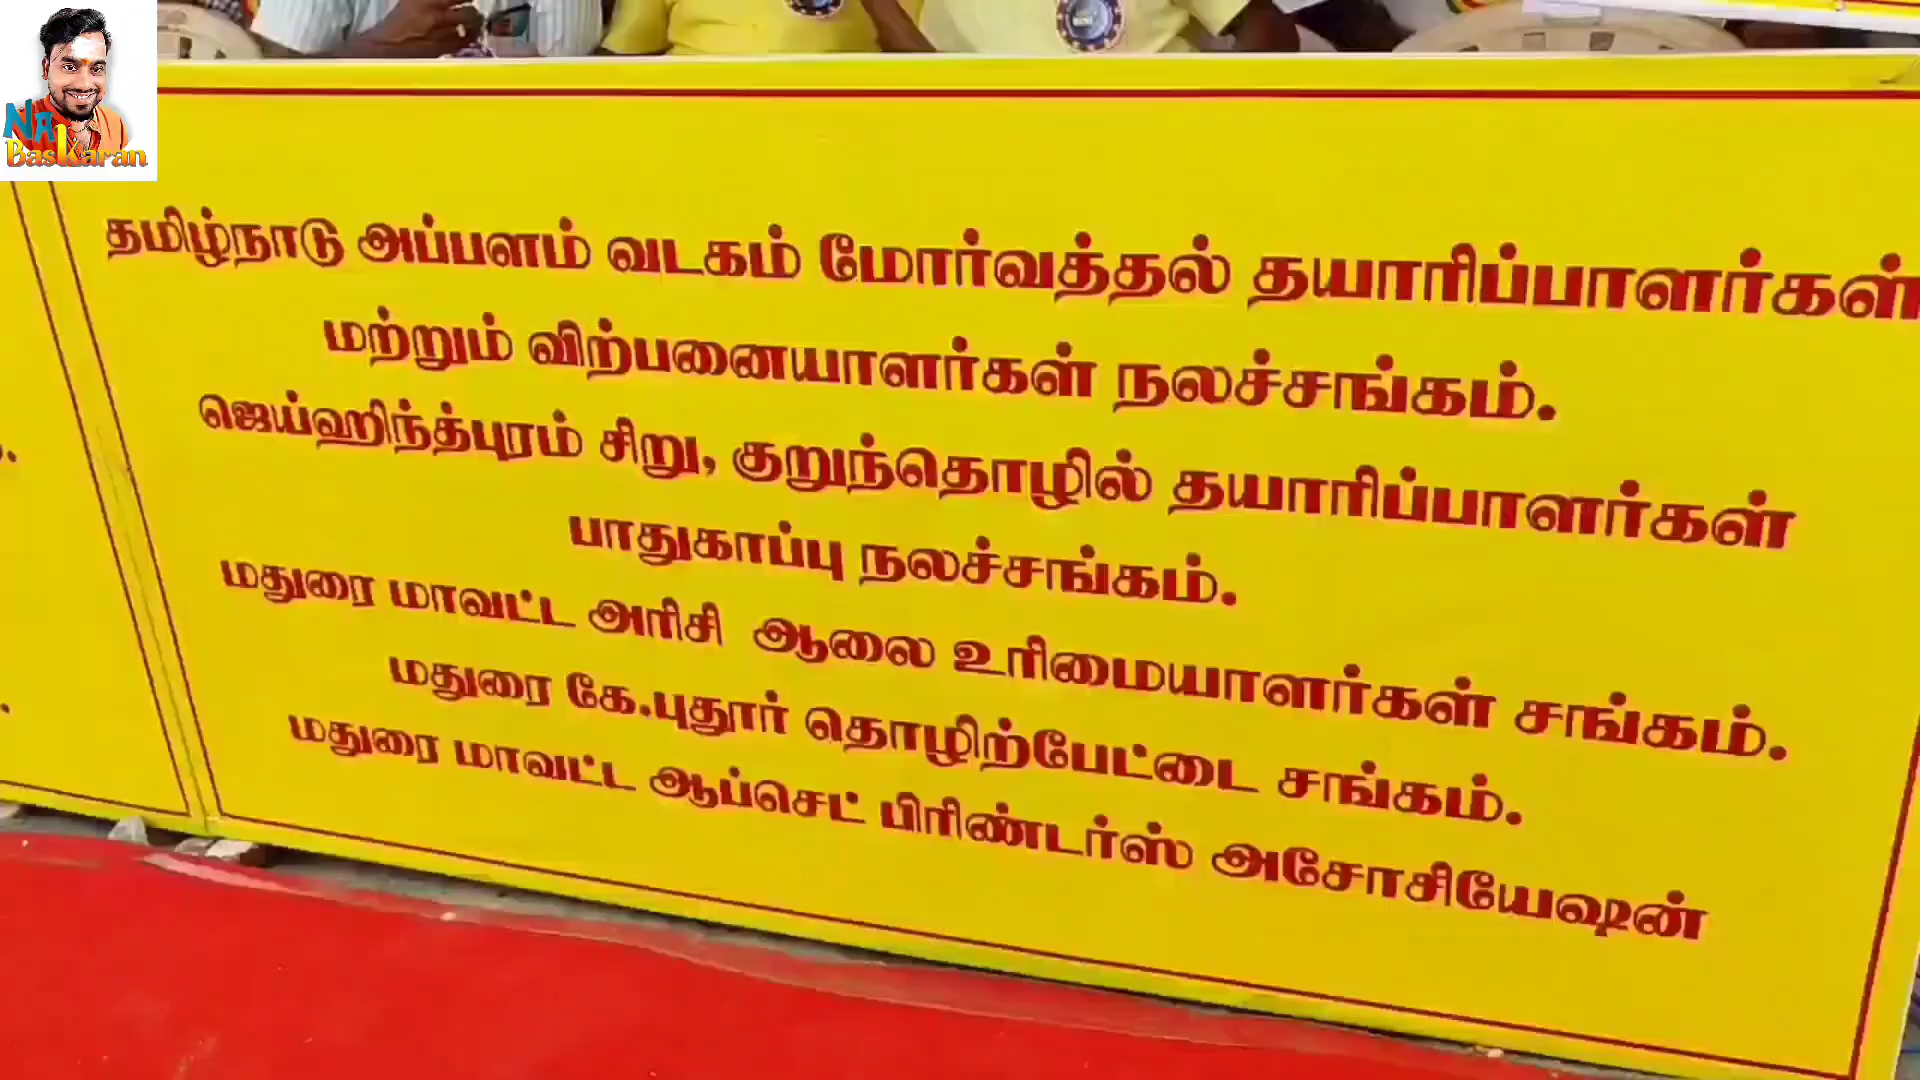 Na Baskaran
தமிழ்நாடு அப்பளம் வடகம் மோர்வத்தல் தயாரிப்பாளர்கள்
மற்றும் விற்பனையாளர்கள் நலச்சங்கம்.
ஜெய்ஹிந்த்புரம் சிறு, குறுந்தொழில் தயாரிப்பாளர்கள்
பாதுகாப்பு நலச்சங்கம்.
மதுரை மாவட்ட அரிசி ஆலை உரிமையாளர்கள் சங்கம்.
மதுரை கே.புதூர் தொழிற்பேட்டை சங்கம்.
மதுரை மாவட்ட ஆப்செட் பிரிண்டர்ஸ் அசோசியேஷன்